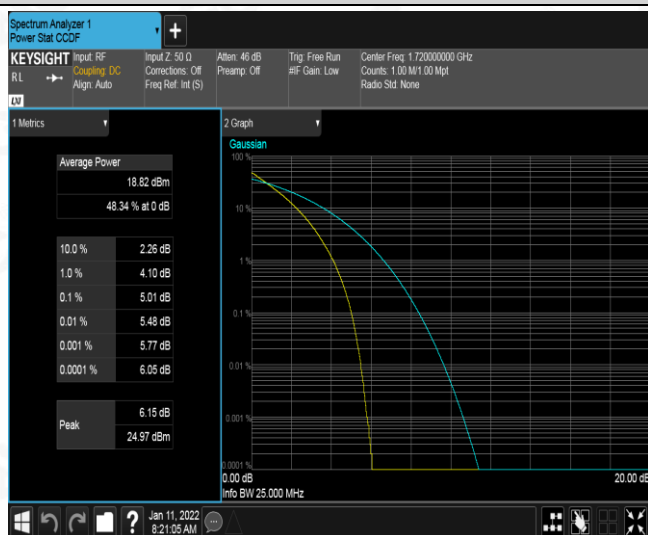 Spectrum Analyzer 1
Power Stat CCDF
KEYSIGHT
RL
LXI
Input: RF
Coupling: DC
Align: Auto
Input Z: 50 Ω
Corrections: Off
Freq Ref: Int (S)
Atten: 46 dB
Preamp: Off
Trig: Free Run
#IF Gain: Low
Center Freq: 1.720000000 GHz
Counts: 1.00 M/1.00 Mpt
Radio Std: None
1 Metrics
Average Power
18.82 dBm
48.34 % at 0 dB
10.0 % 2.26 dB
1.0 % 4.10 dB
0.1 % 5.01 dB
0.01 % 5.48 dB
0.001 % 5.77 dB
0.0001 % 6.05 dB
Peak
6.15 dB
24.97 dBm
2 Graph
Gaussian
100 %
10 %
1 %
0.1 %
0.01 %
0.001 %
0.0001 %
0.00 dB 20.00 dB
Info BW 25.000 MHz
Jan 11, 2022
8:21:05 AM